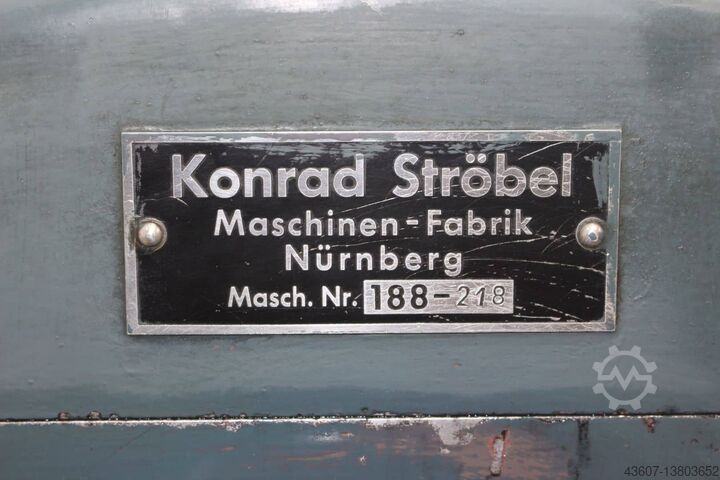 Konrad Ströbel
Maschinen-Fabrik
Nürnberg
Masch. Nr. 188-218
43607-13803652